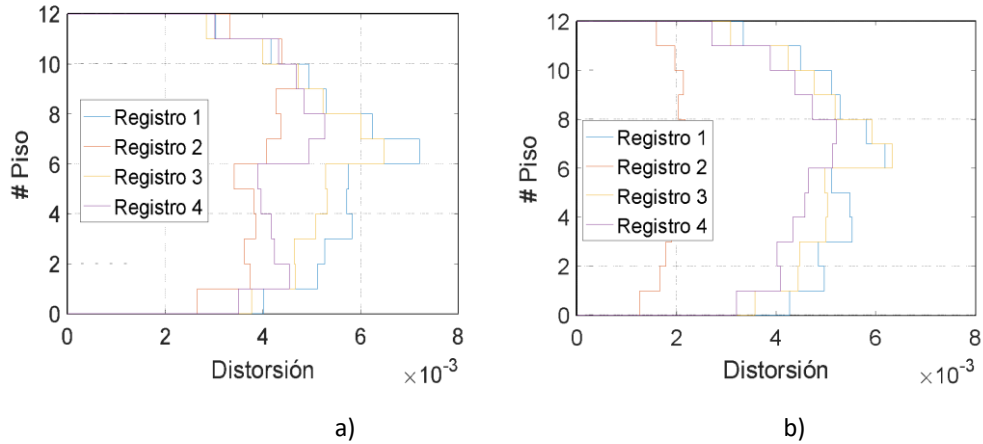 12
10
8
6
4
2
0
# Piso
Registro 1
Registro 2
Registro 3
Registro 4
0 2 4 6 8
Distorsión ×10⁻³
a)
12
10
8
6
4
2
0
# Piso
Registro 1
Registro 2
Registro 3
Registro 4
0 2 4 6 8
Distorsión ×10⁻³
b)